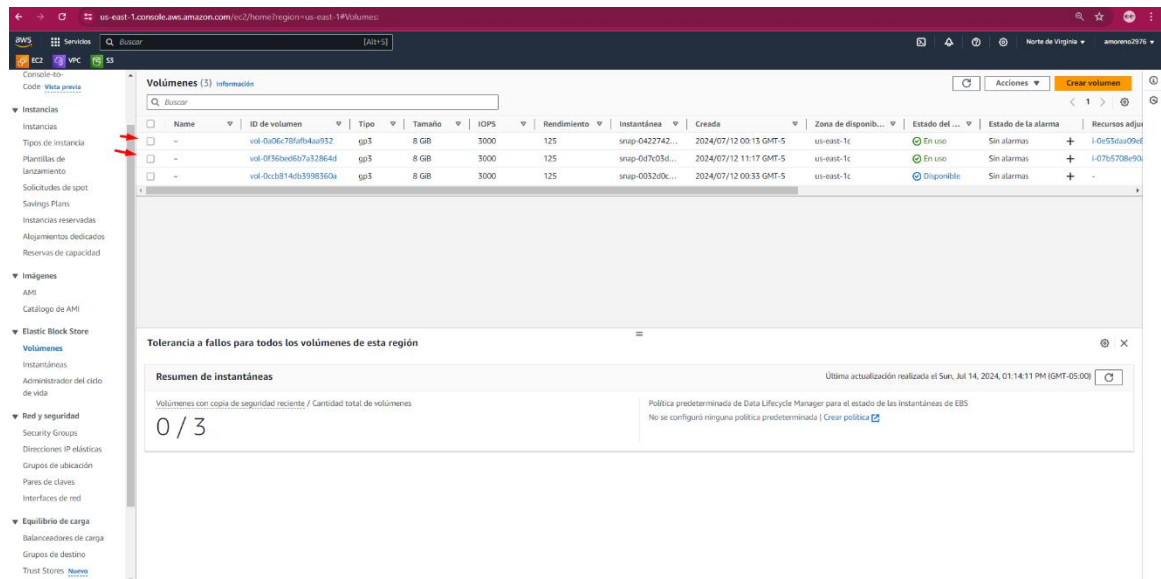 us-east-1.console.aws.amazon.com/ec2/home?region=us-east-1#Volumes:
aws Servicios Buscar [Alt+S] Norte de Virginia amoreno2976
EC2 VPC S3
Console-to-
Code Vista previa
Instancias
Instancias
Tipos de instancia
Plantillas de
lanzamiento
Solicitudes de spot
Savings Plans
Instancias reservadas
Alojamientos dedicados
Reservas de capacidad
Imágenes
AMI
Catálogo de AMI
Elastic Block Store
Volúmenes
Instantáneas
Administrador del ciclo
de vida
Red y seguridad
Security Groups
Direcciones IP elásticas
Grupos de ubicación
Pares de claves
Interfaces de red
Equilibrio de carga
Balanceadores de carga
Grupos de destino
Trust Stores Nuevo
Volúmenes (3) Información Acciones Crear volumen
Buscar 1
Name ID de volumen Tipo Tamaño IOPS Rendimiento Instantánea Creada Zona de disponib... Estado del ... Estado de la alarma Recursos adju
– vol-0a06c78fafb4aa932 gp3 8 GiB 3000 125 snap-0422742... 2024/07/12 00:13 GMT-5 us-east-1c En uso Sin alarmas + i-0e53daa09e8
– vol-0f36bed6b7a32864d gp3 8 GiB 3000 125 snap-0d7c03d... 2024/07/12 11:17 GMT-5 us-east-1c En uso Sin alarmas + i-07b5708e90
– vol-0ccb814db3998360a gp3 8 GiB 3000 125 snap-0032d0c... 2024/07/12 00:33 GMT-5 us-east-1c Disponible Sin alarmas + –
Tolerancia a fallos para todos los volúmenes de esta región
Resumen de instantáneas Última actualización realizada el Sun, Jul 14, 2024, 01:14:11 PM (GMT-05:00)
Volúmenes con copia de seguridad reciente / Cantidad total de volúmenes
0 / 3
Política predeterminada de Data Lifecycle Manager para el estado de las instantáneas de EBS
No se configuró ninguna política predeterminada | Crear política